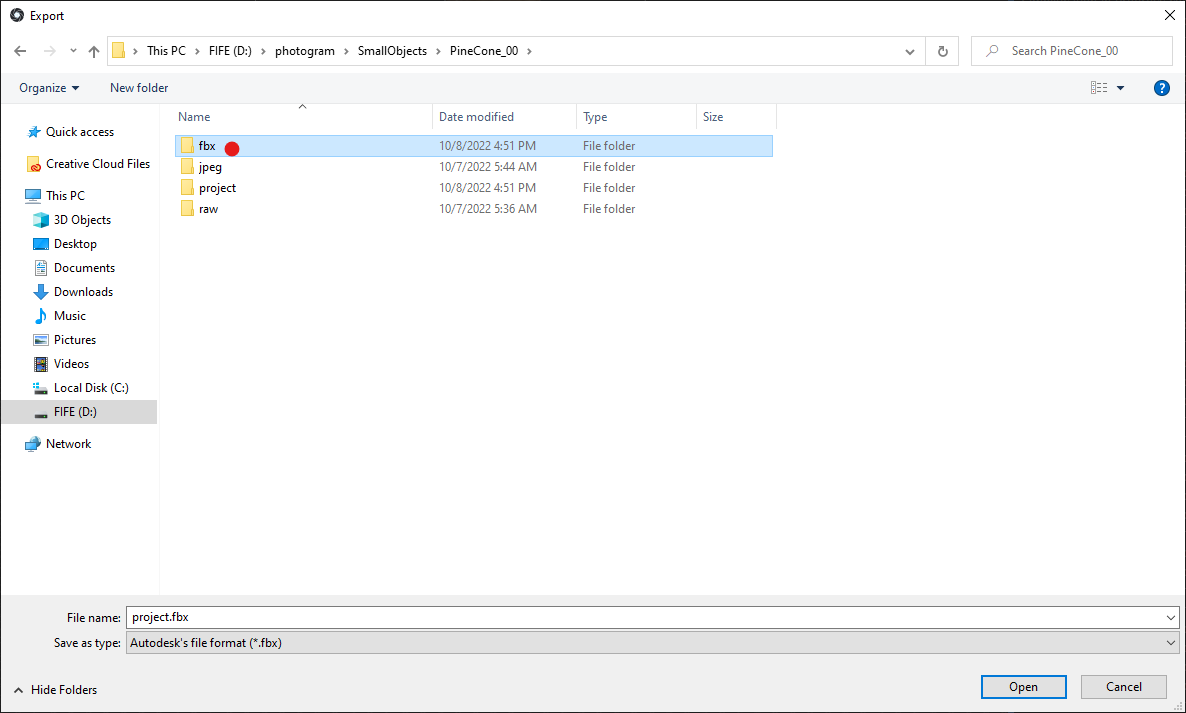 Export
This PC > FIFE (D:) > photogram > SmallObjects > PineCone_00 >
Search PineCone_00
Organize
New folder
?
Name Date modified Type Size
fbx 10/8/2022 4:51 PM File folder
jpeg 10/7/2022 5:44 AM File folder
project 10/8/2022 4:51 PM File folder
raw 10/7/2022 5:36 AM File folder
Quick access
Creative Cloud Files
This PC
3D Objects
Desktop
Documents
Downloads
Music
Pictures
Videos
Local Disk (C:)
FIFE (D:)
Network
File name: project.fbx
Save as type: Autodesk's file format (*.fbx)
Hide Folders
Open
Cancel